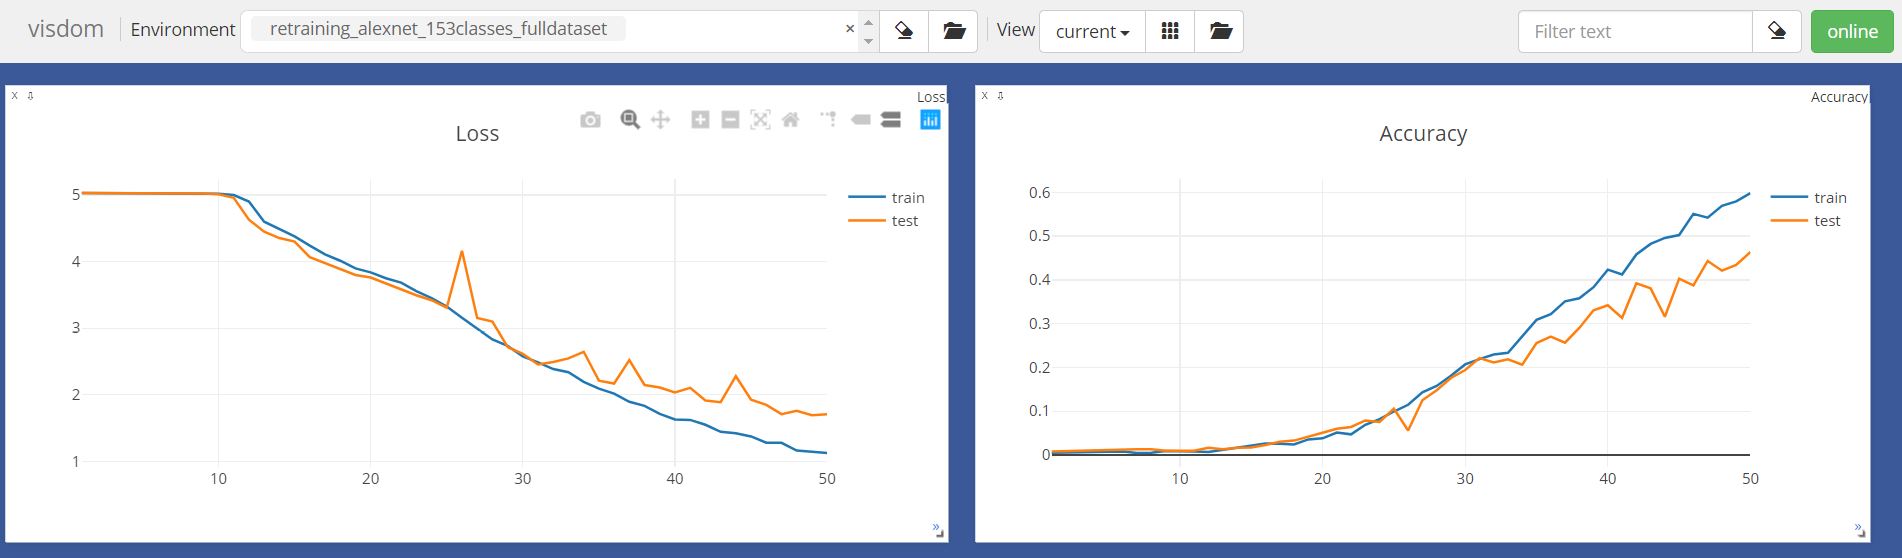 visdom Environment retraining_alexnet_153classes_fulldataset × View current Filter text online
X Loss
Loss
5
4
3
2
1
10 20 30 40 50
train
test
»
X Accuracy
Accuracy
0.6
0.5
0.4
0.3
0.2
0.1
0
10 20 30 40 50
train
test
»